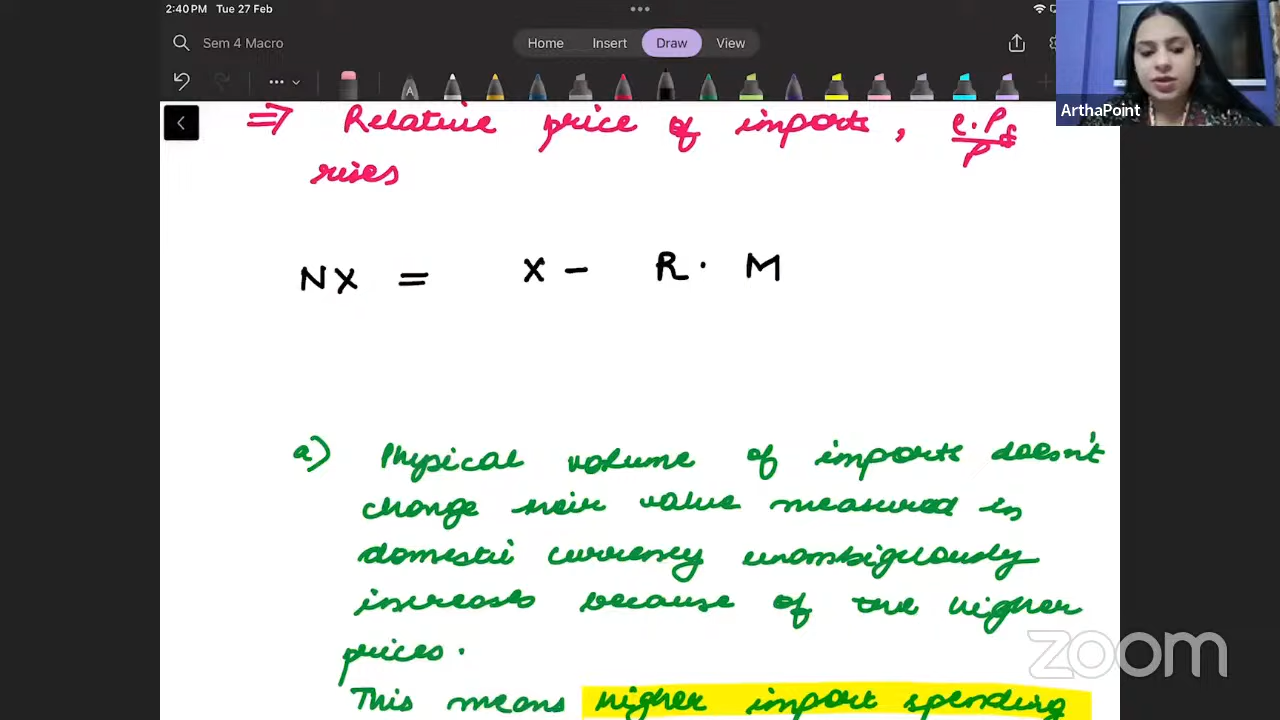 2:40 PM Tue 27 Feb
Sem 4 Macro
Home Insert Draw View
ArthaPoint
⇒ Relative price of imports, e.Pf/P
rises
NX = X - R. M
a) Physical volume of imports doesn't
change their value measured in
domestic currency unambiguously
increases because of the higher
prices.
This means higher import spending
zoom